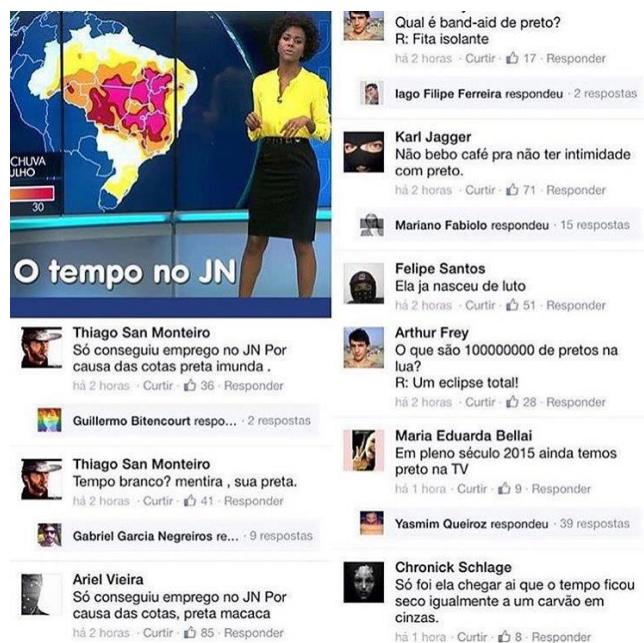 CHUVA
ULHO
30
O tempo no JN
Thiago San Monteiro
Só conseguiu emprego no JN Por
causa das cotas preta imunda .
há 2 horas · Curtir · 36 · Responder
Guillermo Bitencourt respo... · 2 respostas
Thiago San Monteiro
Tempo branco? mentira , sua preta.
há 2 horas · Curtir · 41 · Responder
Gabriel Garcia Negreiros re... · 9 respostas
Ariel Vieira
Só conseguiu emprego no JN Por
causa das cotas, preta macaca
há 2 horas · Curtir · 85 · Responder
Qual é band-aid de preto?
R: Fita isolante
há 2 horas · Curtir · 17 · Responder
Iago Filipe Ferreira respondeu · 2 respostas
Karl Jagger
Não bebo café pra não ter intimidade
com preto.
há 2 horas · Curtir · 71 · Responder
Mariano Fabiolo respondeu · 15 respostas
Felipe Santos
Ela ja nasceu de luto
há 2 horas · Curtir · 51 · Responder
Arthur Frey
O que são 100000000 de pretos na
lua?
R: Um eclipse total!
há 2 horas · Curtir · 28 · Responder
Maria Eduarda Bellai
Em pleno século 2015 ainda temos
preto na TV
há 1 hora · Curtir · 9 · Responder
Yasmim Queiroz respondeu · 39 respostas
Chronick Schlage
Só foi ela chegar ai que o tempo ficou
seco igualmente a um carvão em
cinzas.
há 1 hora · Curtir · 8 · Responder